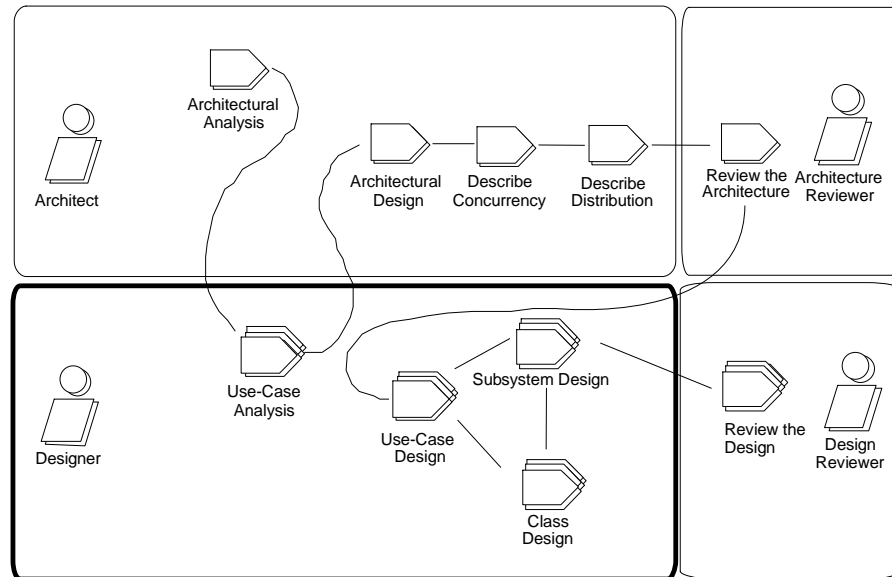 Architectural
Analysis
Architect
Architectural
Design
Describe
Concurrency
Describe
Distribution
Review the
Architecture
Architecture
Reviewer
Designer
Use-Case
Analysis
Use-Case
Design
Subsystem Design
Class
Design
Review the
Design
Design
Reviewer